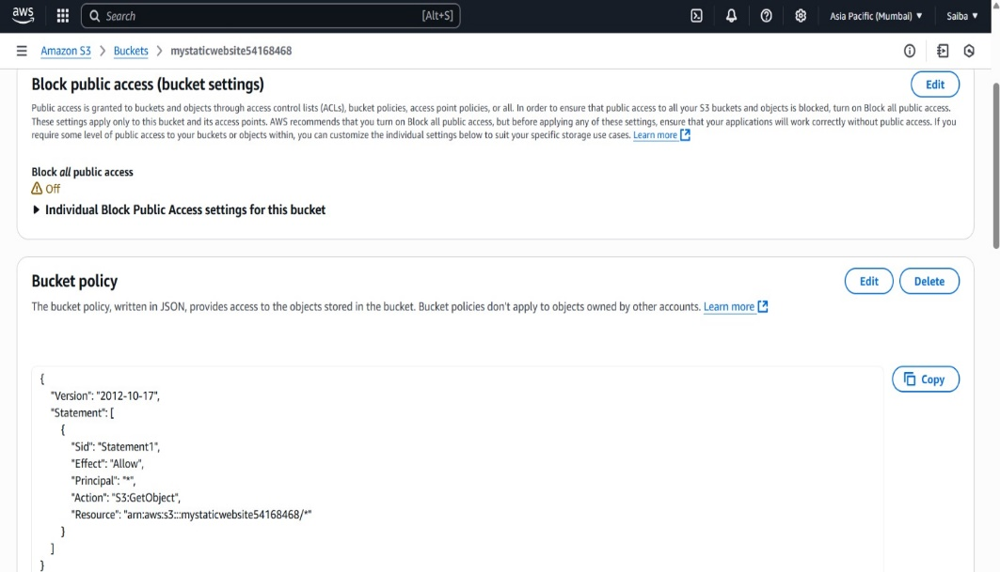 aws Search [Alt+S] Asia Pacific (Mumbai) ▼ Saiba ▼
Amazon S3 > Buckets > mystaticwebsite54168468
Block public access (bucket settings) Edit
Public access is granted to buckets and objects through access control lists (ACLs), bucket policies, access point policies, or all. In order to ensure that public access to all your S3 buckets and objects is blocked, turn on Block all public access.
These settings apply only to this bucket and its access points. AWS recommends that you turn on Block all public access, but before applying any of these settings, ensure that your applications will work correctly without public access. If you
require some level of public access to your buckets or objects within, you can customize the individual settings below to suit your specific storage use cases. Learn more
Block all public access
Off
Individual Block Public Access settings for this bucket
Bucket policy Edit Delete
The bucket policy, written in JSON, provides access to the objects stored in the bucket. Bucket policies don't apply to objects owned by other accounts. Learn more
Copy
{
"Version": "2012-10-17",
"Statement": [
{
"Sid": "Statement1",
"Effect": "Allow",
"Principal": "*",
"Action": "S3:GetObject",
"Resource": "arn:aws:s3:::mystaticwebsite54168468/*"
}
]
}